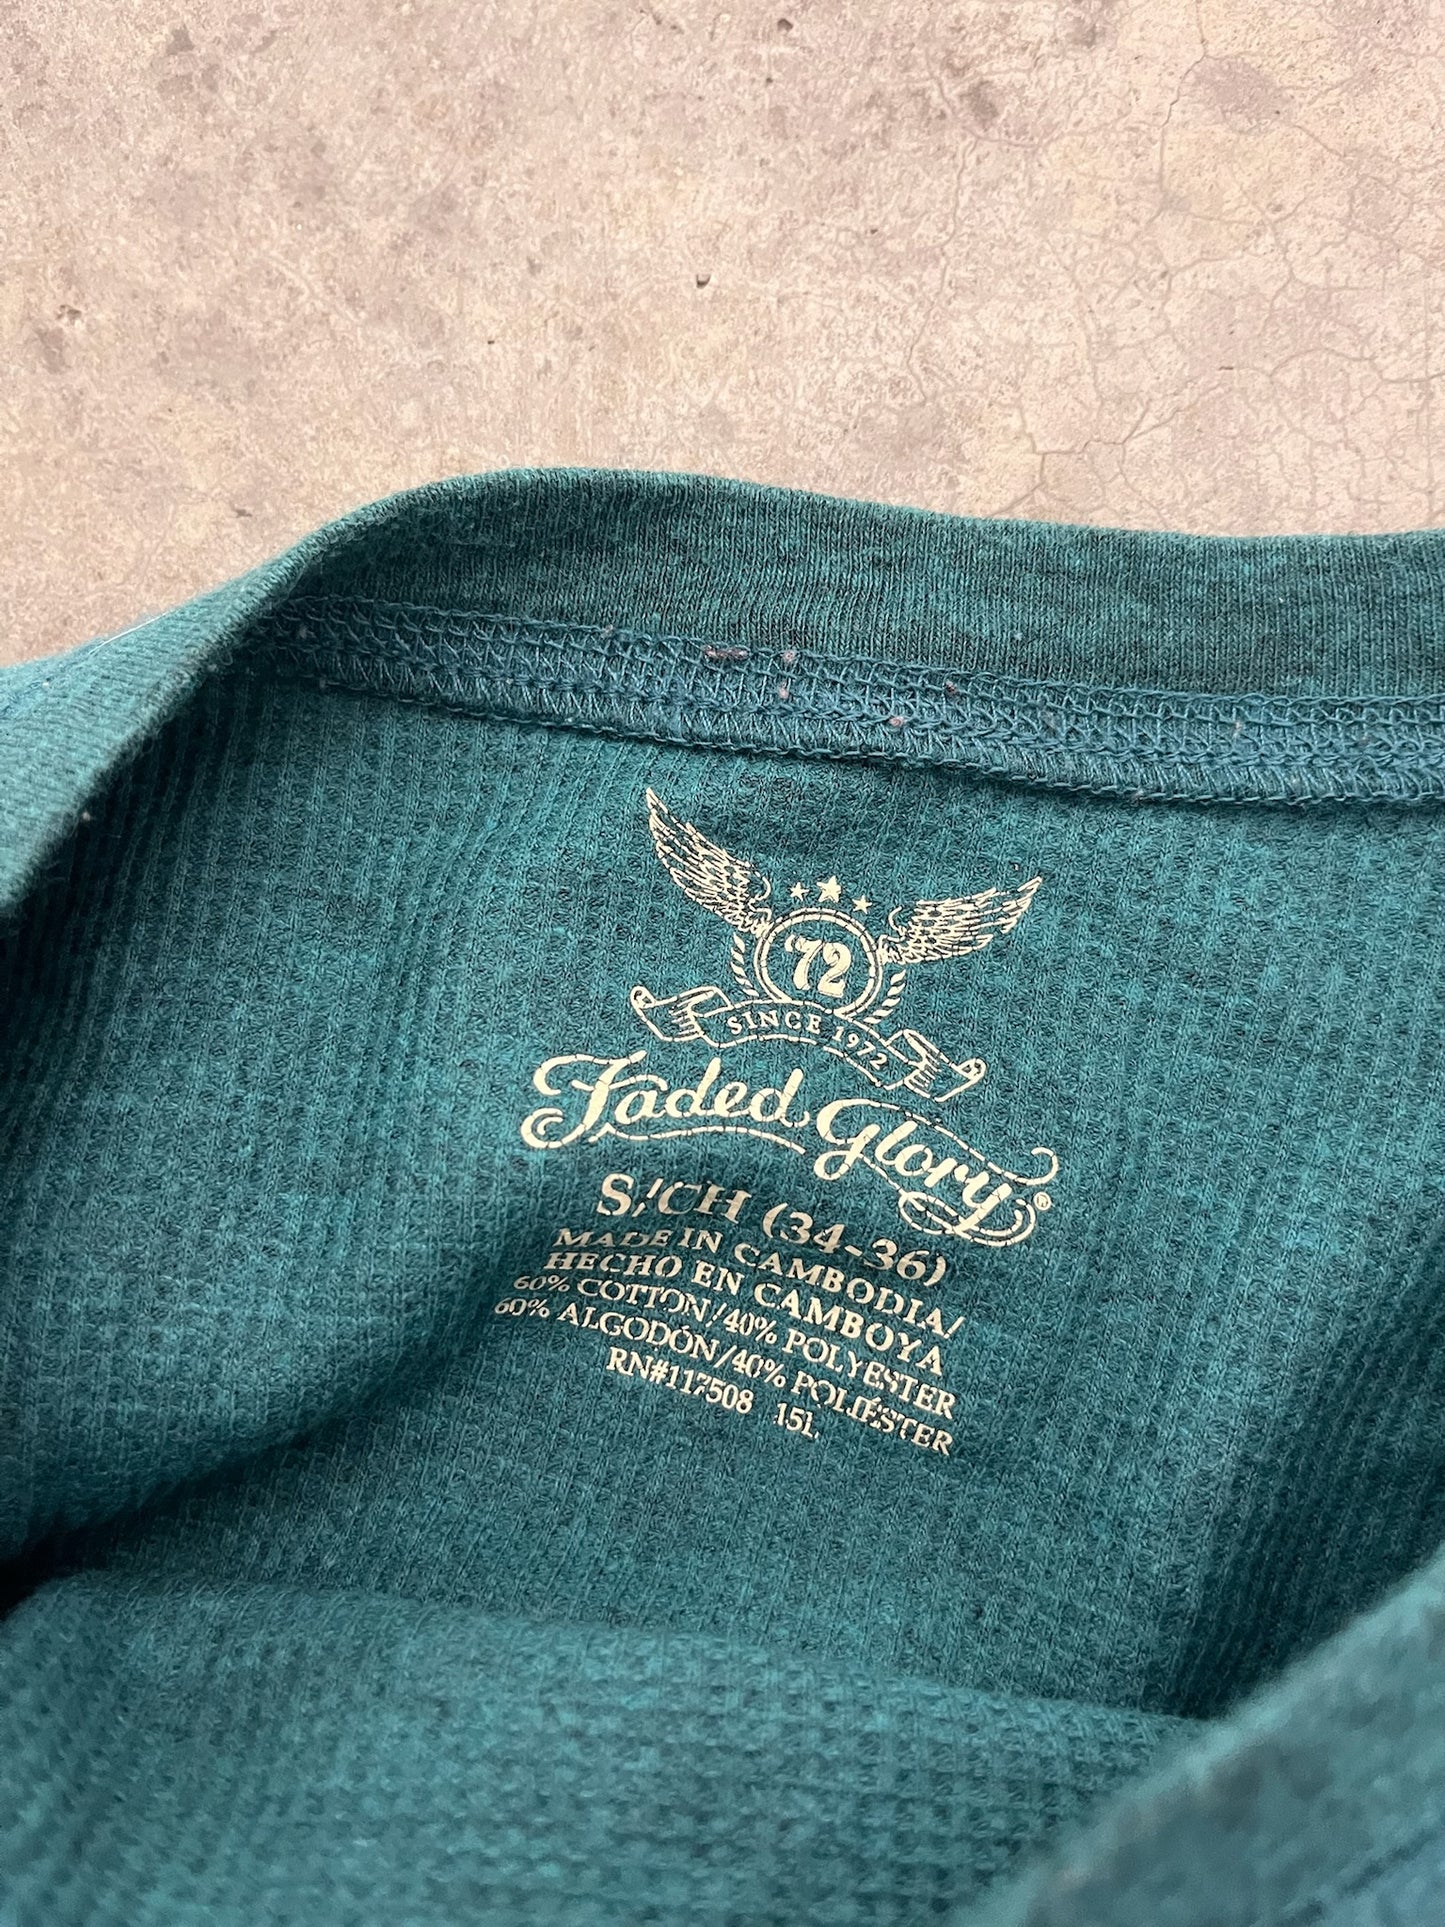 '72
SINCE 1972
Faded Glory®
S/CH (34-36)
MADE IN CAMBODIA/
HECHO EN CAMBOYA
60% COTTON/40% POLYESTER
60% ALGODÓN/40% POLIÉSTER
RN#117508 15L